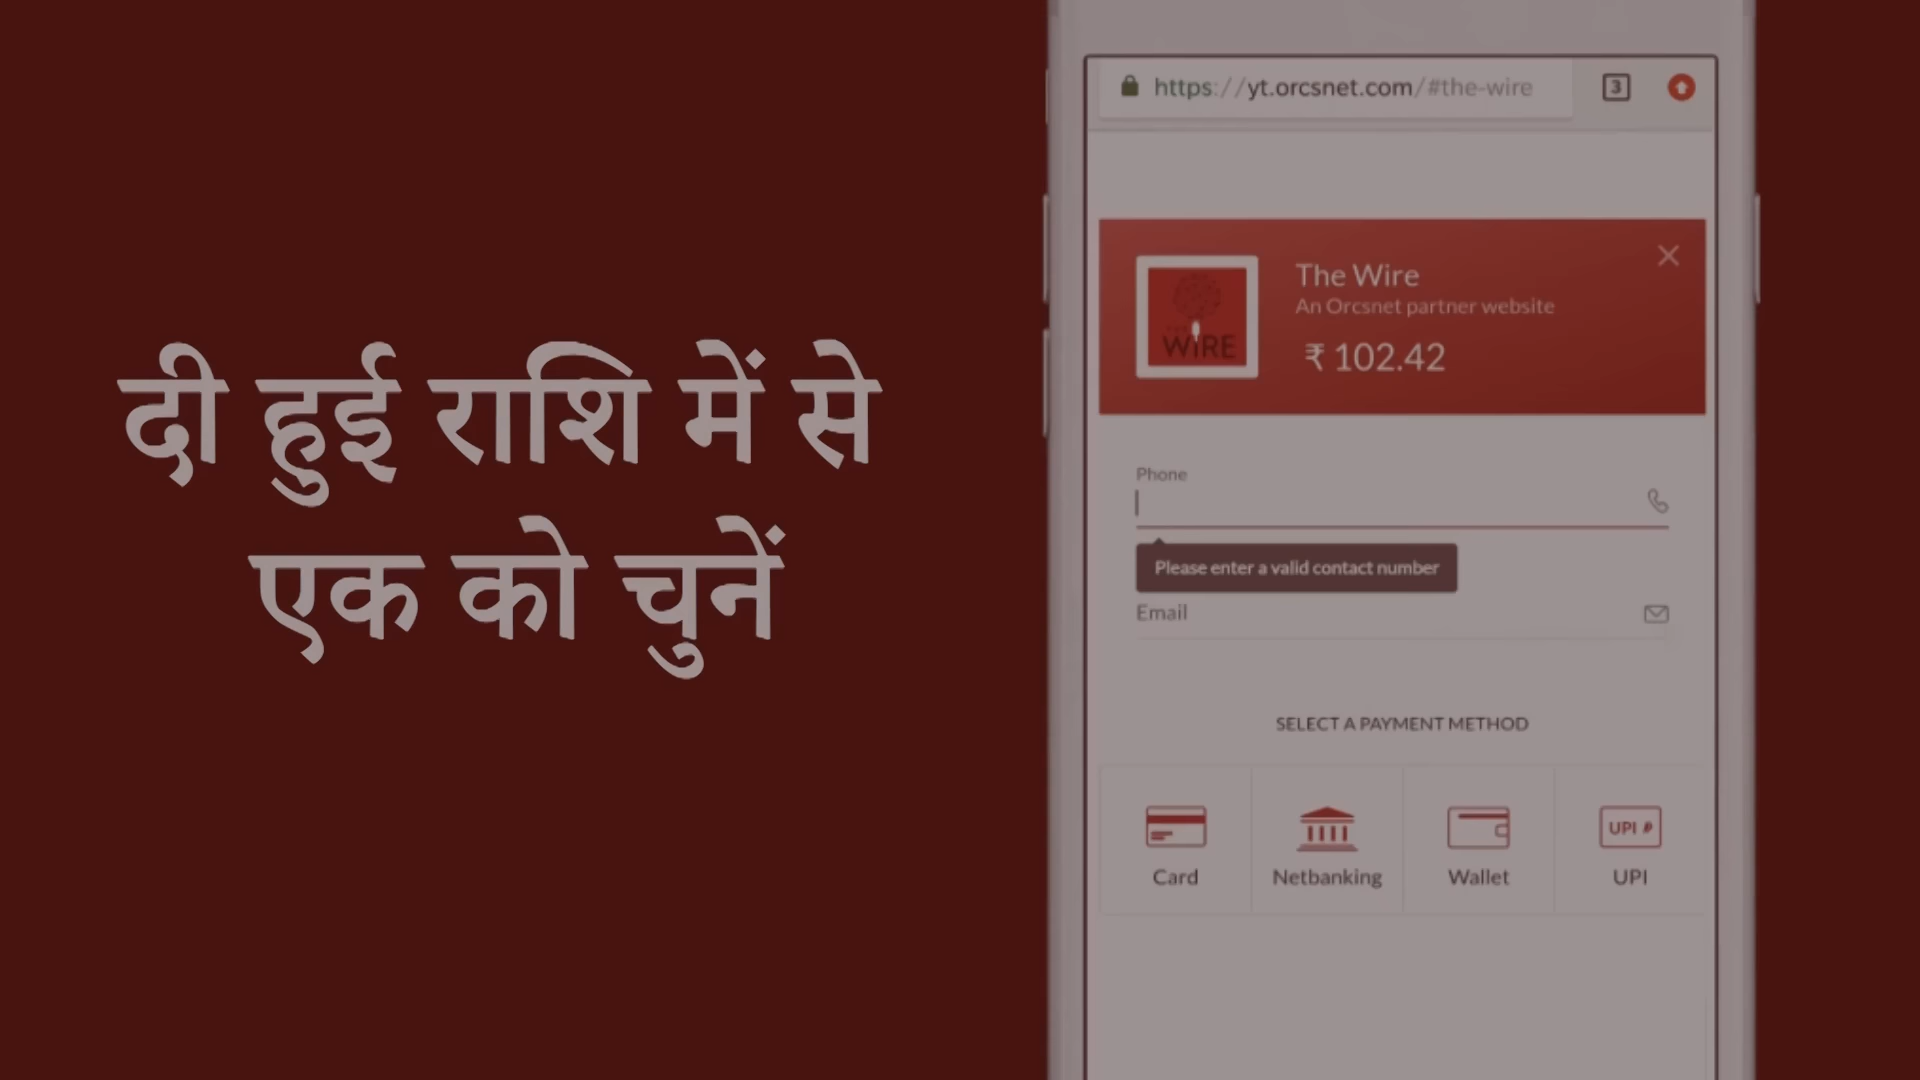 दी हुई राशि में से
एक को चुनें
https://yt.orcsnet.com/#the-wire
3
The Wire
An Orcsnet partner website
₹ 102.42
WIRE
Phone
Please enter a valid contact number
Email
SELECT A PAYMENT METHOD
Card
Netbanking
Wallet
UPI
UPI